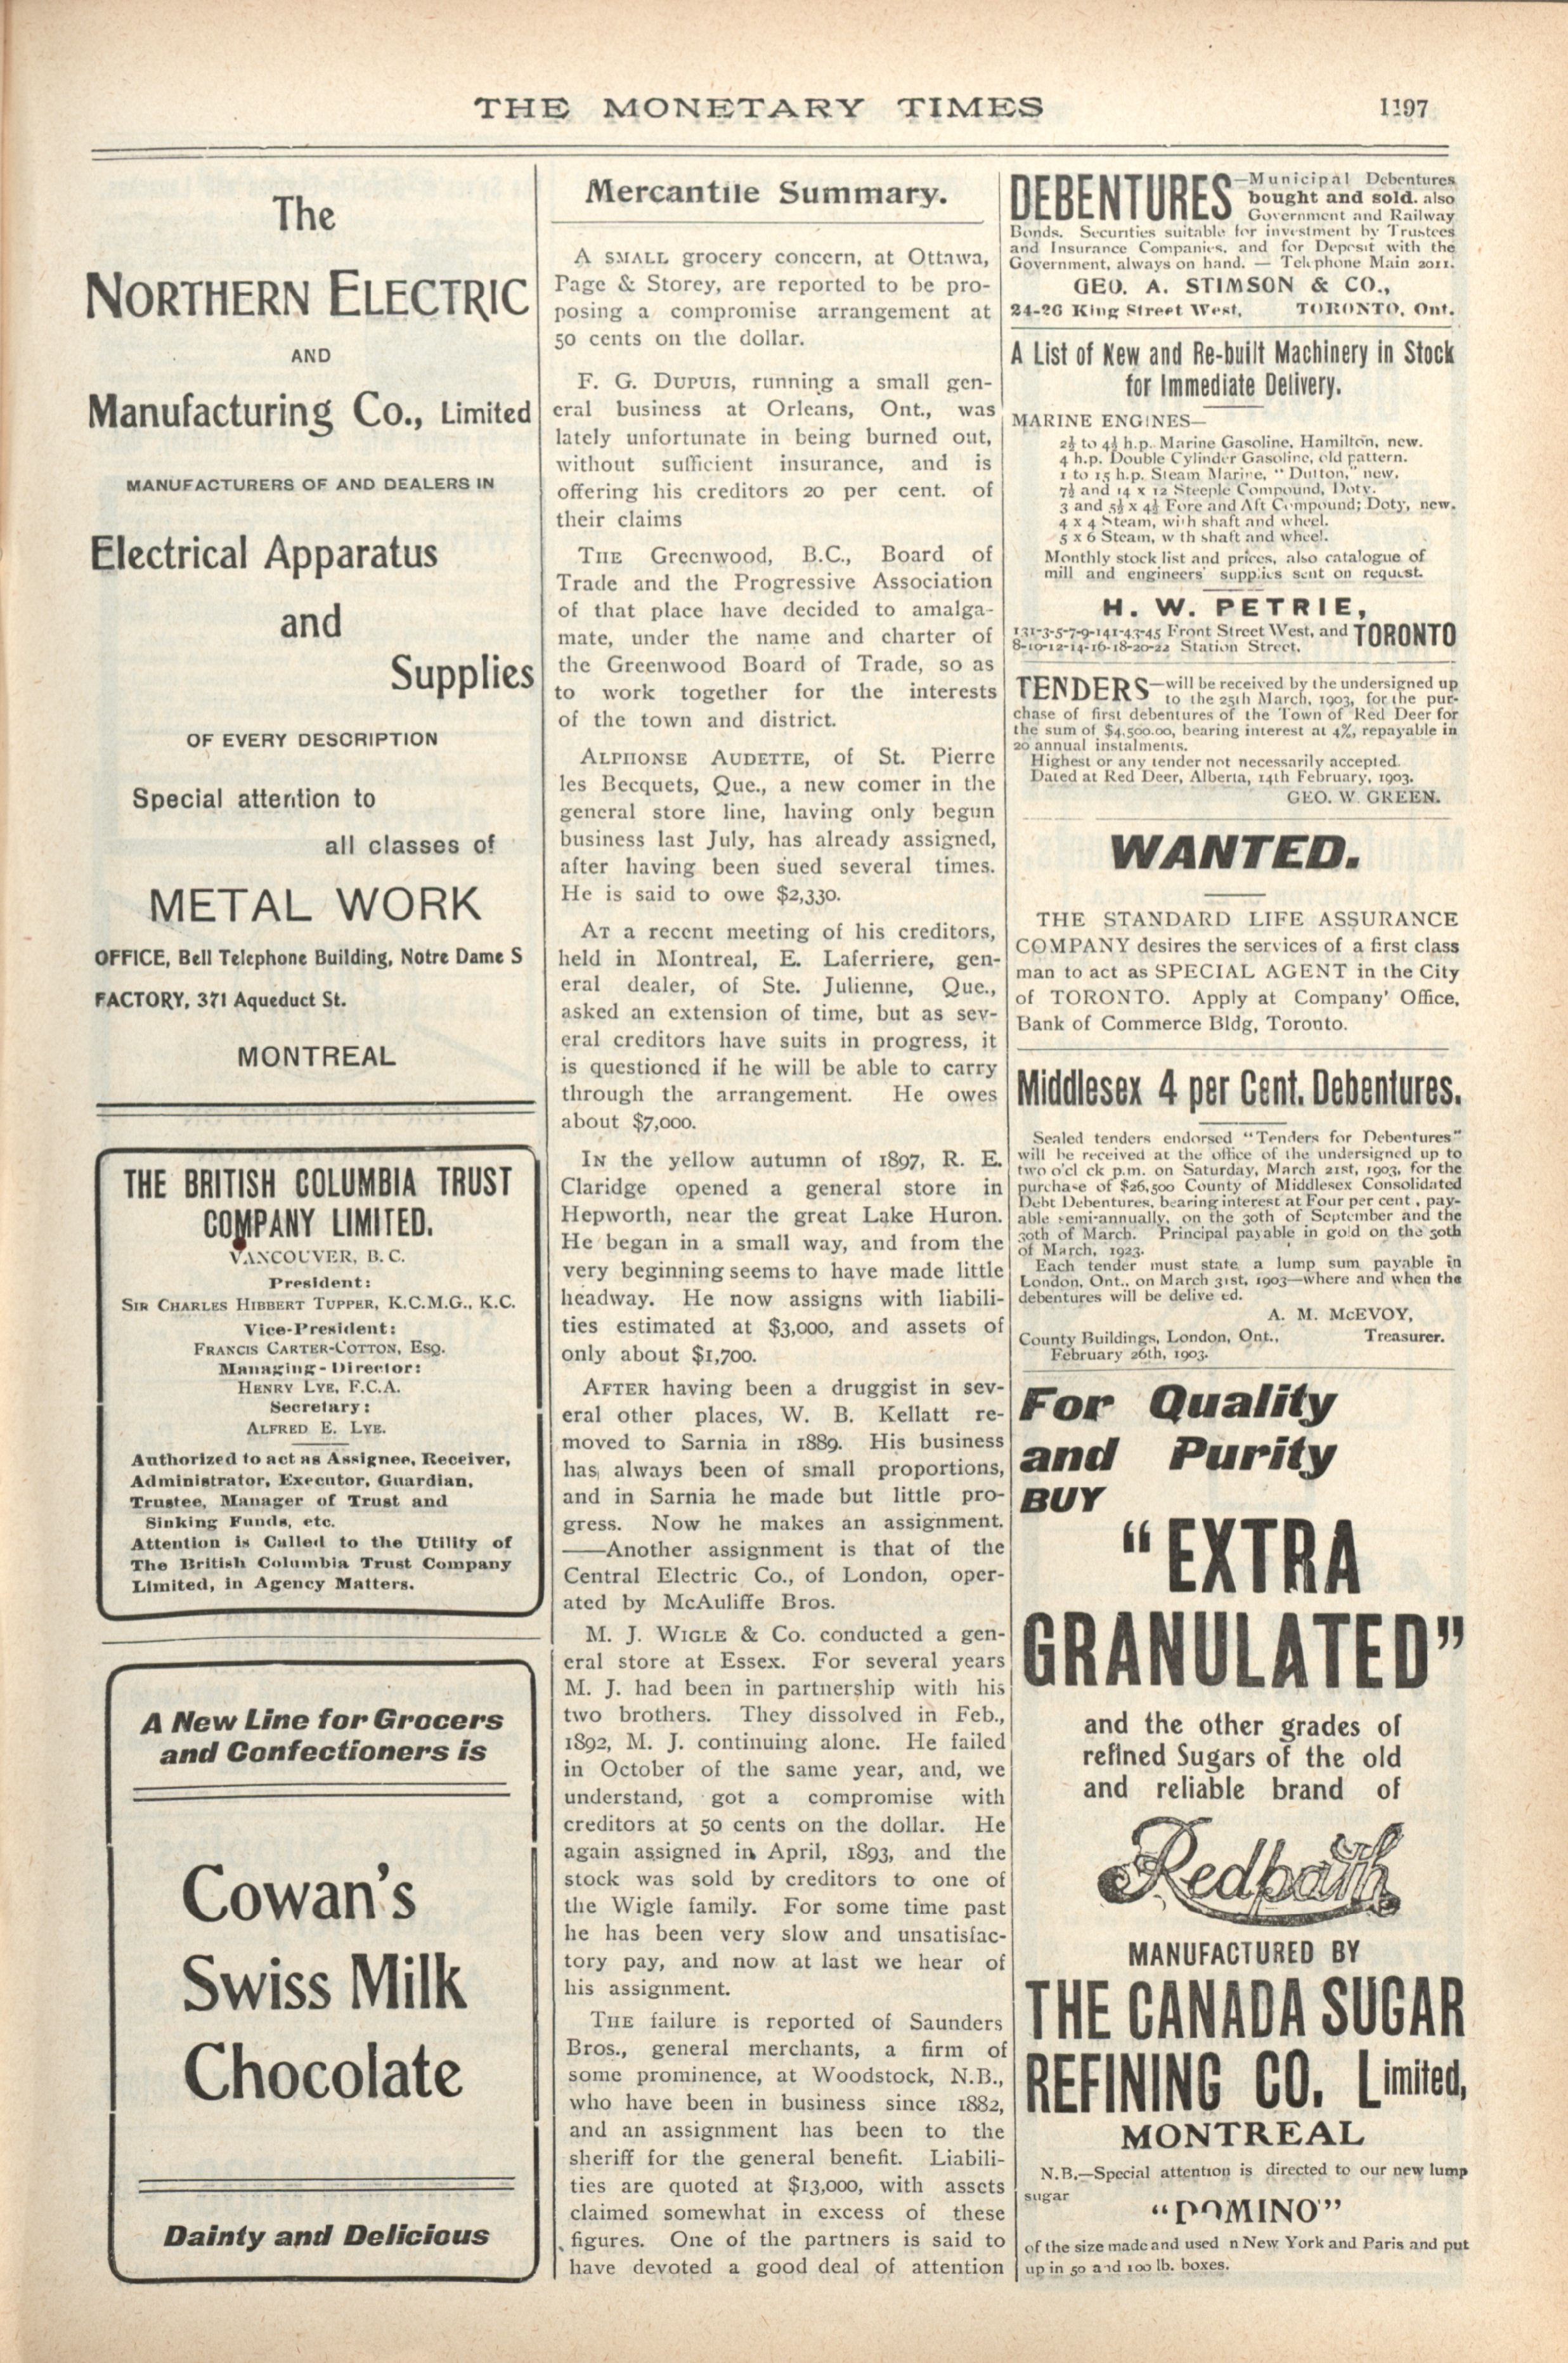 THE MONETARY TIMES
1197
The
NORTHERN ELECTRIC
AND
Manufacturing Co., Limited
MANUFACTURERS OF AND DEALERS IN
Electrical Apparatus
and
Supplies
OF EVERY DESCRIPTION
Special attention to
all classes of
METAL WORK
OFFICE, Bell Telephone Building, Notre Dame S
FACTORY, 371 Aqueduct St.
MONTREAL
THE BRITISH COLUMBIA TRUST
COMPANY LIMITED.
VANCOUVER, B. C.
President:
SIR CHARLES HIBBERT TUPPER, K.C.M.G., K.C.
Vice-President:
FRANCIS CARTER-COTTON, ESQ.
Managing-Director:
HENRY LYE, F.C.A.
Secretary:
ALFRED E. LYE.
Authorized to act as Assignee, Receiver,
Administrator, Executor, Guardian,
Trustee, Manager of Trust and
Sinking Funds, etc.
Attention is Called to the Utility of
The British Columbia Trust Company
Limited, in Agency Matters.
A New Line for Grocers
and Confectioners is
Cowan's
Swiss Milk
Chocolate
Dainty and Delicious
Mercantile Summary.
A SMALL grocery concern, at Ottawa,
Page & Storey, are reported to be pro-
posing a compromise arrangement at
50 cents on the dollar.
F. G. DUPUIS, running a small gen-
eral business at Orleans, Ont., was
lately unfortunate in being burned out,
without sufficient insurance, and is
offering his creditors 20 per cent. of
their claims
THE Greenwood, B.C., Board of
Trade and the Progressive Association
of that place have decided to amalga-
mate, under the name and charter of
the Greenwood Board of Trade, so as
to work together for the interests
of the town and district.
ALPHONSE AUDETTE, of St. Pierre
les Becquets, Que., a new comer in the
general store line, having only begun
business last July, has already assigned,
after having been sued several times.
He is said to owe $2,330.
AT a recent meeting of his creditors,
held in Montreal, E. Laferriere, gen-
eral dealer, of Ste. Julienne, Que.,
asked an extension of time, but as sev-
eral creditors have suits in progress, it
is questioned if he will be able to carry
through the arrangement. He owes
about $7,000.
IN the yellow autumn of 1897, R. E.
Claridge opened a general store in
Hepworth, near the great Lake Huron.
He began in a small way, and from the
very beginning seems to have made little
headway. He now assigns with liabili-
ties estimated at $3,000, and assets of
only about $1,700.
AFTER having been a druggist in sev-
eral other places, W. B. Kellatt re-
moved to Sarnia in 1889. His business
has always been of small proportions,
and in Sarnia he made but little pro-
gress. Now he makes an assignment.
——Another assignment is that of the
Central Electric Co., of London, oper-
ated by McAuliffe Bros.
M. J. WIGLE & Co. conducted a gen-
eral store at Essex. For several years
M. J. had been in partnership with his
two brothers. They dissolved in Feb.,
1892, M. J. continuing alone. He failed
in October of the same year, and, we
understand, got a compromise with
creditors at 50 cents on the dollar. He
again assigned in April, 1893, and the
stock was sold by creditors to one of
the Wigle family. For some time past
he has been very slow and unsatisfac-
tory pay, and now at last we hear of
his assignment.
THE failure is reported of Saunders
Bros., general merchants, a firm of
some prominence, at Woodstock, N.B.,
who have been in business since 1882,
and an assignment has been to the
sheriff for the general benefit. Liabili-
ties are quoted at $13,000, with assets
claimed somewhat in excess of these
figures. One of the partners is said to
have devoted a good deal of attention
DEBENTURES—Municipal Debentures
bought and sold. also
Government and Railway
Bonds. Securities suitable for investment by Trustees
and Insurance Companies, and for Deposit with the
Government, always on hand. — Telephone Main 2011.
GEO. A. STIMSON & CO.,
24-26 King Street West, TORONTO, Ont.
A List of New and Re-built Machinery in Stock
for Immediate Delivery.
MARINE ENGINES—
2½ to 4½ h.p. Marine Gasoline, Hamilton, new.
4 h.p. Double Cylinder Gasoline, old pattern.
1 to 15 h.p. Steam Marine, "Dutton," new.
7½ and 14 x 12 Steeple Compound, Doty.
3 and 5½ x 4½ Fore and Aft Compound; Doty, new.
4 x 4 Steam, with shaft and wheel.
5 x 6 Steam, w th shaft and wheel.
Monthly stock list and prices, also catalogue of
mill and engineers' supplies sent on request.
H. W. PETRIE,
131-3-5-7-9-141-43-45 Front Street West, and TORONTO
8-10-12-14-16-18-20-22 Station Street,
TENDERS—will be received by the undersigned up
to the 25th March, 1903, for the pur-
chase of first debentures of the Town of Red Deer for
the sum of $4,500.00, bearing interest at 4%, repayable in
20 annual instalments.
Highest or any tender not necessarily accepted.
Dated at Red Deer, Alberta, 14th February, 1903.
GEO. W. GREEN.
WANTED.
THE STANDARD LIFE ASSURANCE
COMPANY desires the services of a first class
man to act as SPECIAL AGENT in the City
of TORONTO. Apply at Company' Office,
Bank of Commerce Bldg, Toronto.
Middlesex 4 per Cent. Debentures.
Sealed tenders endorsed "Tenders for Debentures"
will be received at the office of the undersigned up to
two o'cl ck p.m. on Saturday, March 21st, 1903, for the
purchase of $26,500 County of Middlesex Consolidated
Debt Debentures, bearing interest at Four per cent, pay-
able semi-annually, on the 30th of September and the
30th of March. Principal payable in gold on the 30th
of March, 1923.
Each tender must state a lump sum payable in
London, Ont., on March 31st, 1903—where and when the
debentures will be delive ed.
A. M. McEVOY,
County Buildings, London, Ont., Treasurer.
February 26th, 1903.
For Quality
and Purity
BUY
"EXTRA
GRANULATED"
and the other grades of
refined Sugars of the old
and reliable brand of
Redpath
MANUFACTURED BY
THE CANADA SUGAR
REFINING CO. Limited,
MONTREAL
N.B.—Special attention is directed to our new lump
sugar
"DOMINO"
of the size made and used n New York and Paris and put
up in 50 and 100 lb. boxes.